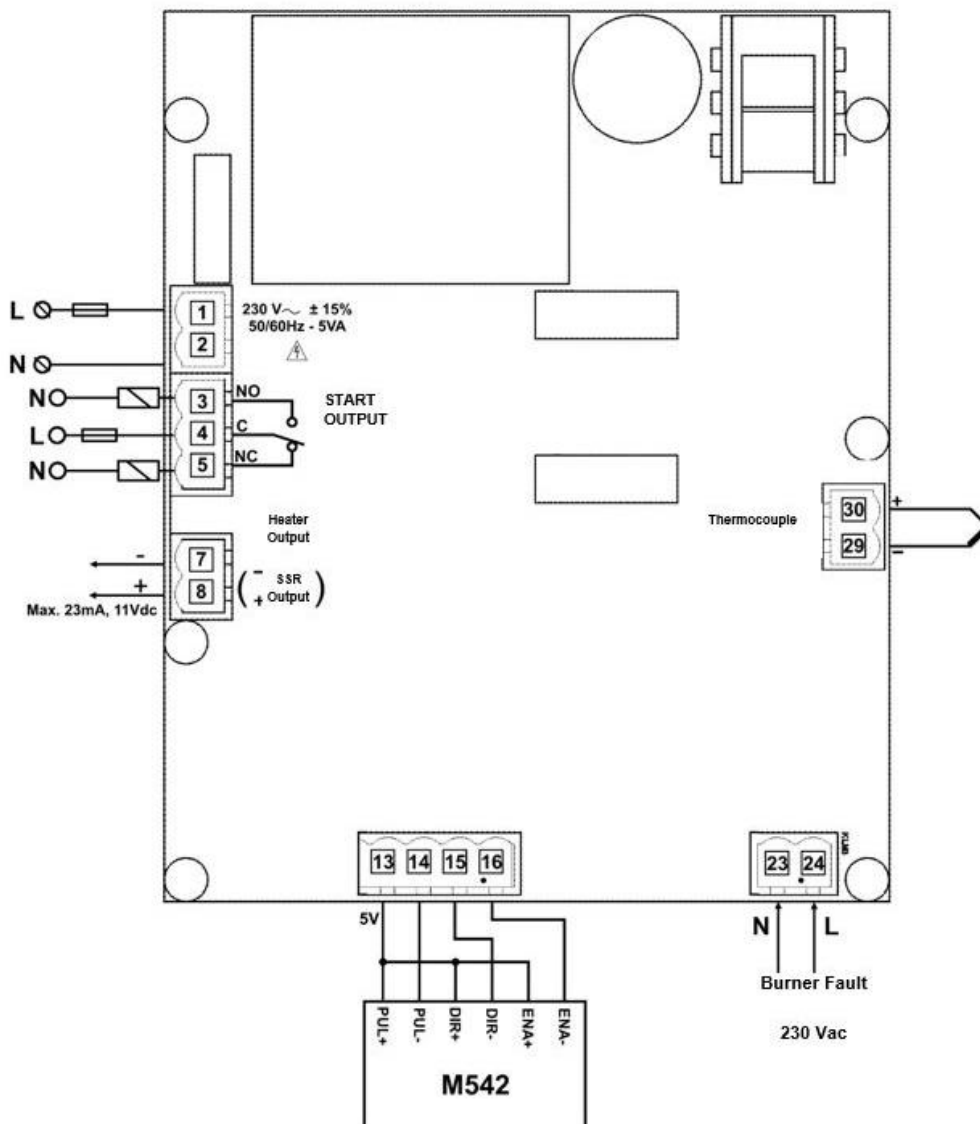 L
1
230 V~ ± 15%
50/60Hz - 5VA
2
N
N
3
NO
START
OUTPUT
L
4
C
N
5
NC
Heater
Output
-
7
+
8
( - SSR
+ Output )
Max. 23mA, 11Vdc
Thermocouple
30
+
29
-
13
14
15
16
5V
23
24
KLMB
N
L
Burner Fault
230 Vac
PUL+
PUL-
DIR+
DIR-
ENA+
ENA-
M542